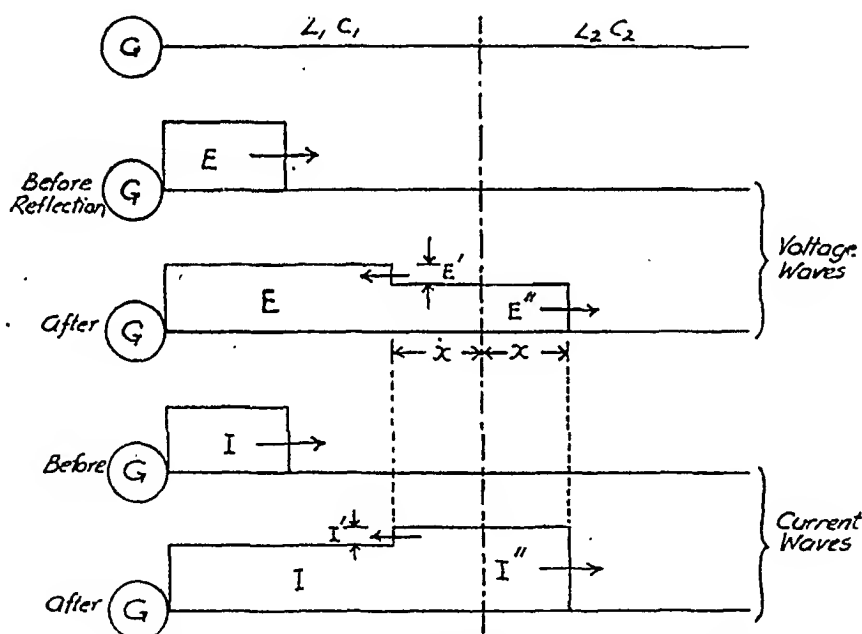 G L₁ C₁ L₂ C₂
Before
Reflection
G E
Voltage
Waves
E'
After G E E"
x x
Before G I
Current
Waves
I'
After G I I"